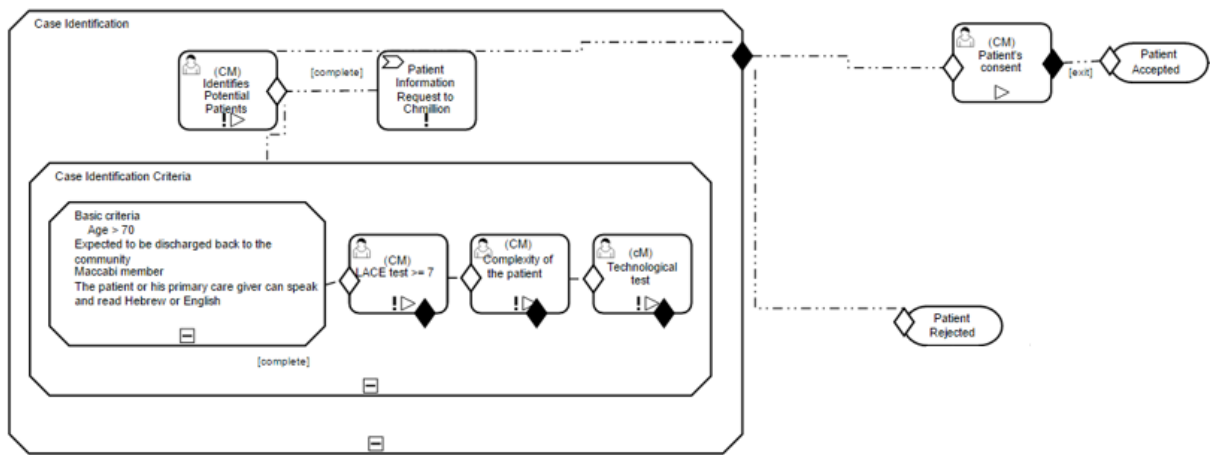 Case Identification
(CM)
Identifies
Potential
Patients
[complete]
Patient
Information
Request to
Chmillion
(CM)
Patient's
consent
[exit]
Patient
Accepted
Case Identification Criteria
Basic criteria
Age > 70
Expected to be discharged back to the
community
Maccabi member
The patient or his primary care giver can speak
and read Hebrew or English
(CM)
LACE test >= 7
(CM)
Complexity of
the patient
(cM)
Technological
test
[complete]
Patient
Rejected